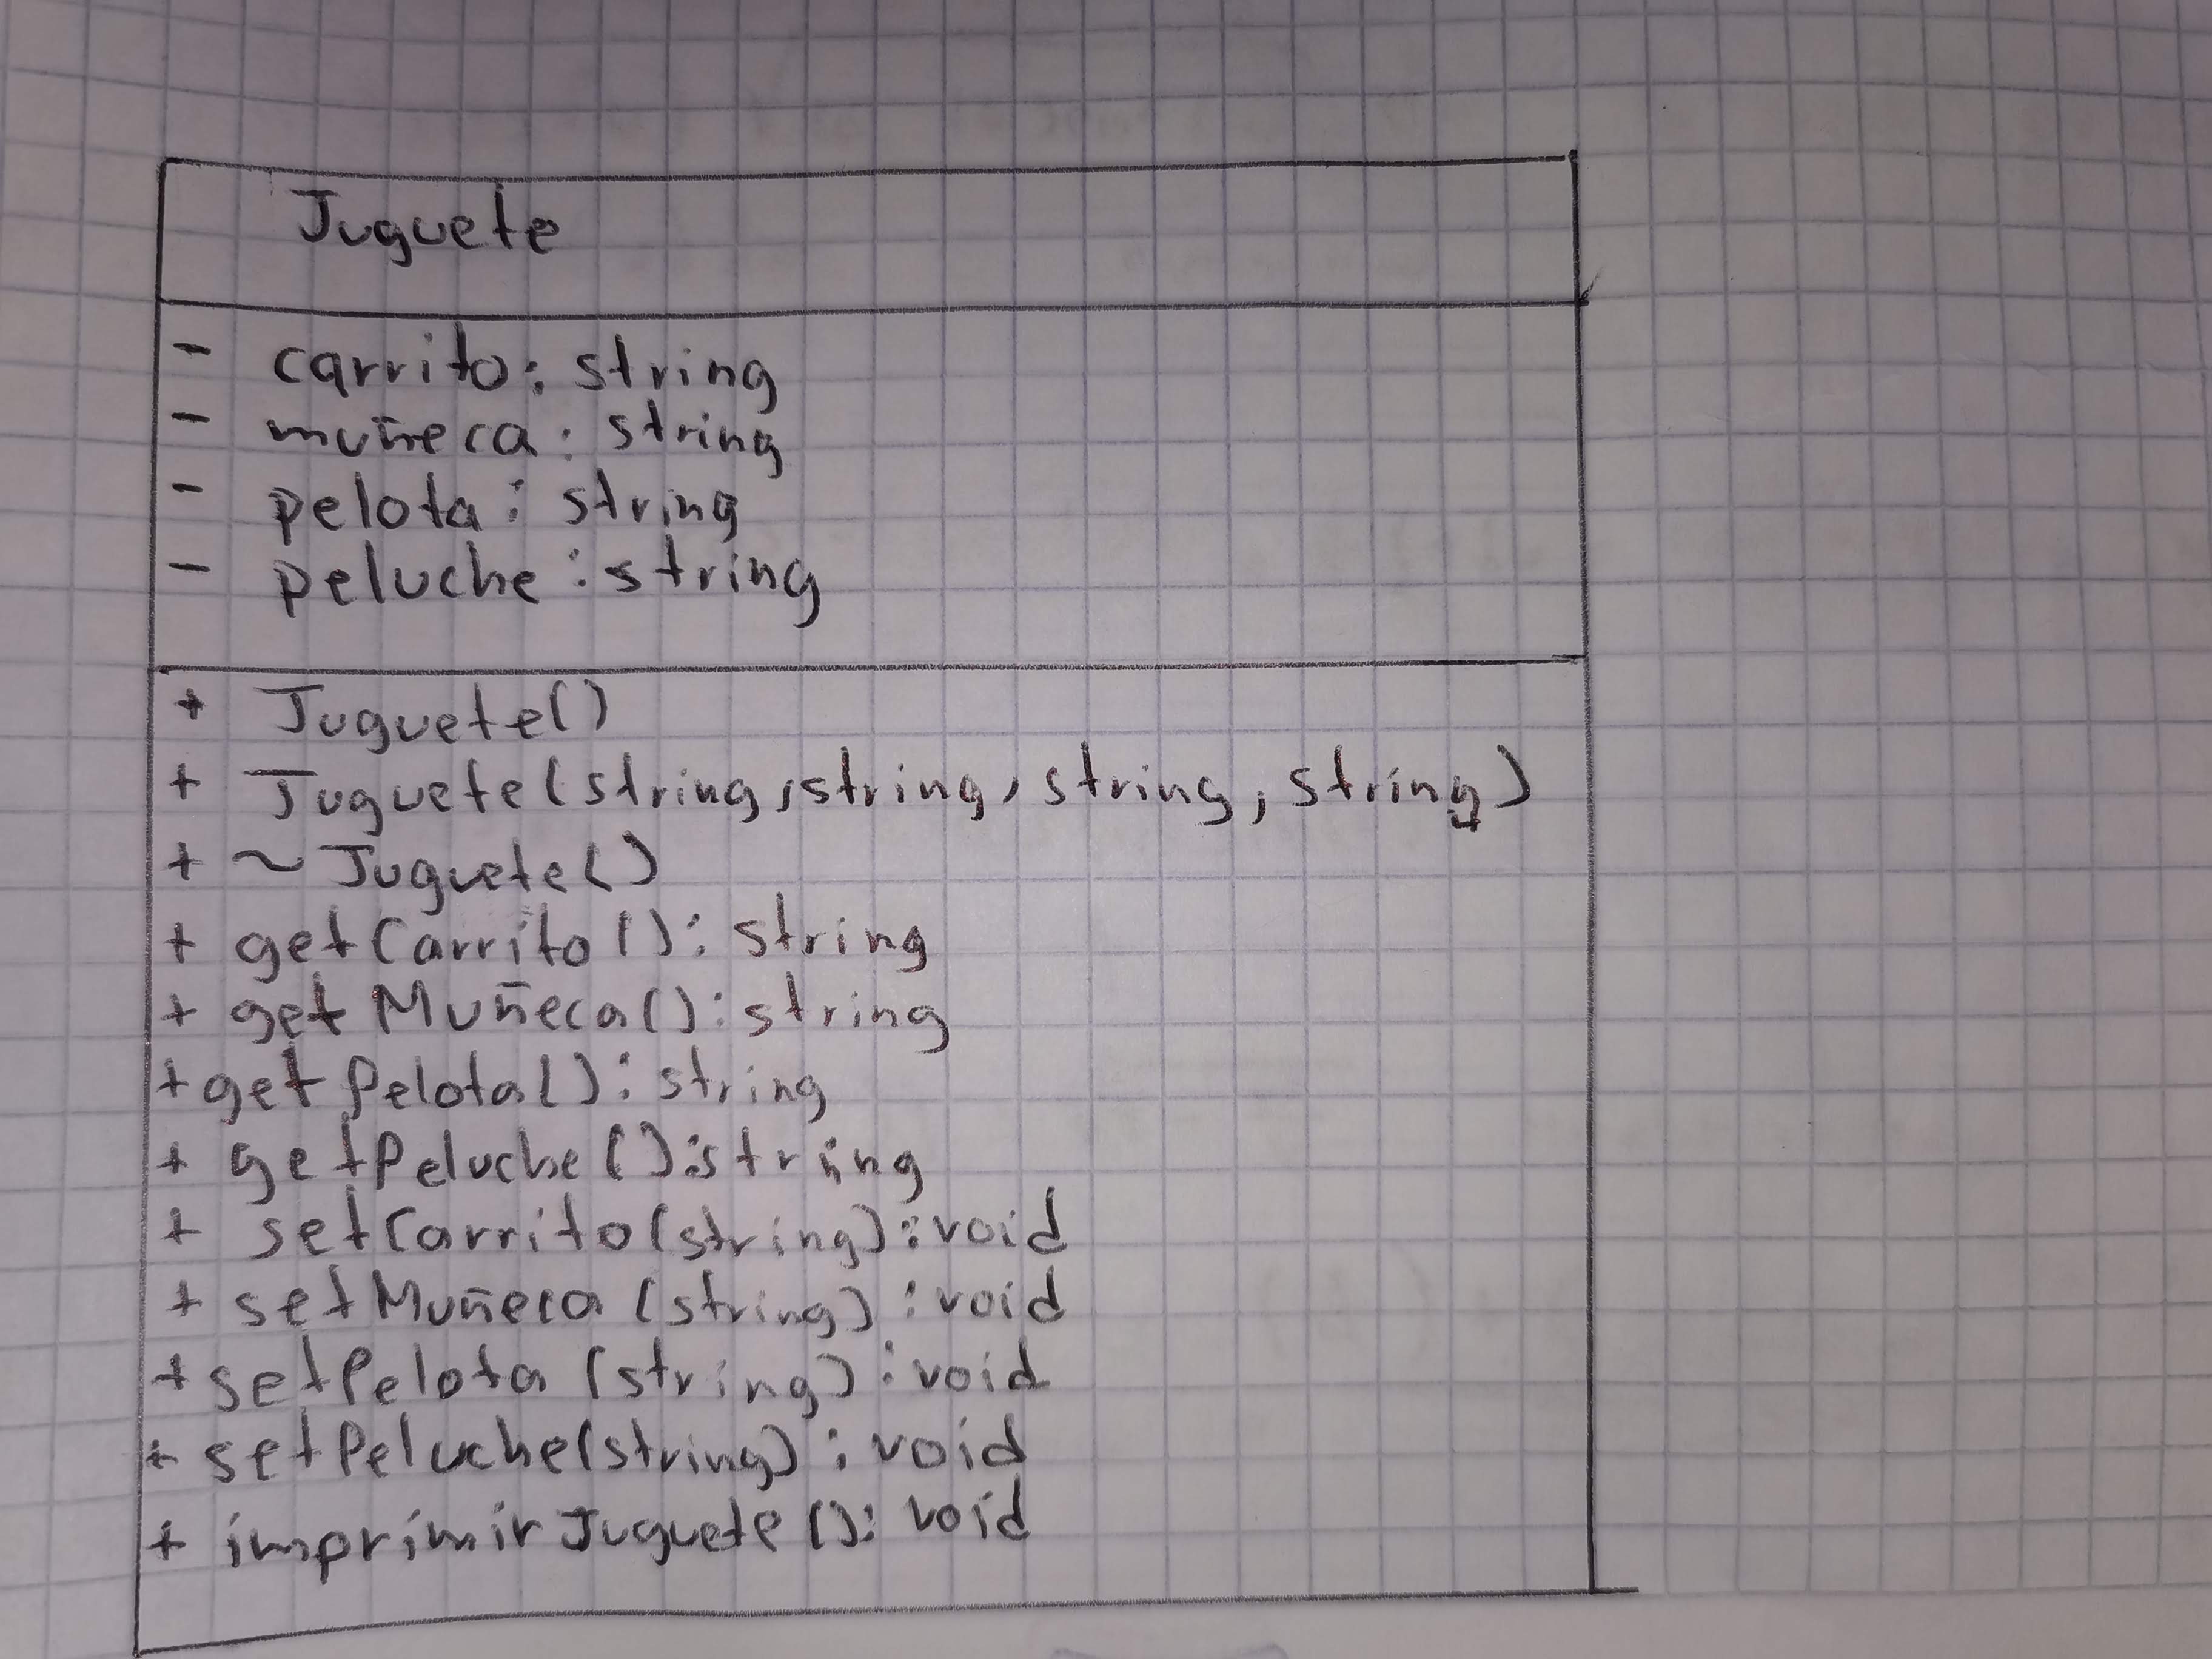 Juguete
- carrito: string
- muñeca: string
- pelota: string
- peluche: string
+ Juguete()
+ Juguete(string,string,string,string)
+ ~Juguete()
+ getCarrito(): string
+ getMuñeca(): string
+ getPelota(): string
+ getPeluche():string
+ setCarrito(string):void
+ setMuñeca(string):void
+ setPelota(string):void
+ setPeluche(string): void
+ imprimirJuguete(): void